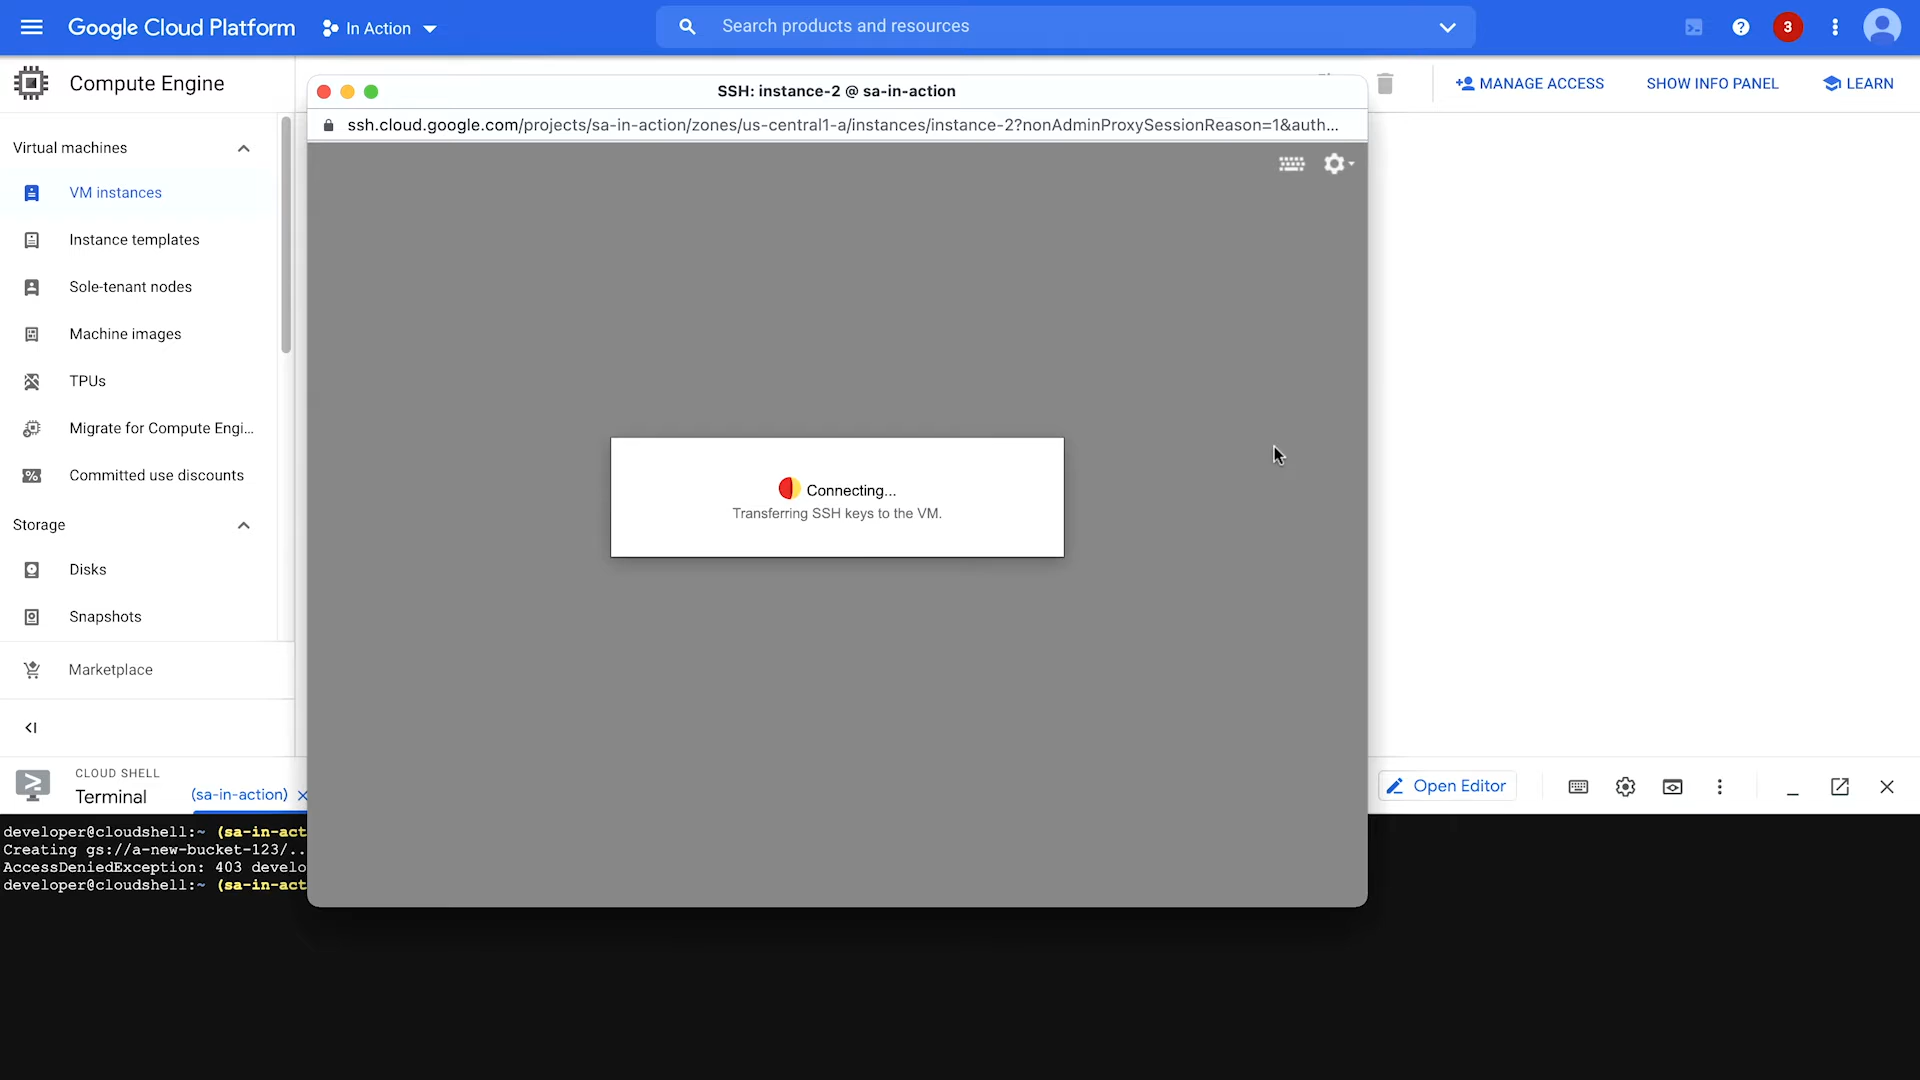 Google Cloud Platform
In Action
Search products and resources
3
Compute Engine
MANAGE ACCESS
SHOW INFO PANEL
LEARN
SSH: instance-2 @ sa-in-action
ssh.cloud.google.com/projects/sa-in-action/zones/us-central1-a/instances/instance-2?nonAdminProxySessionReason=1&auth...
Virtual machines
VM instances
Instance templates
Sole-tenant nodes
Machine images
TPUs
Migrate for Compute Engi...
Committed use discounts
Storage
Disks
Snapshots
Marketplace
Connecting...
Transferring SSH keys to the VM.
CLOUD SHELL
Terminal
(sa-in-action)
Open Editor
developer@cloudshell:~ (sa-in-act
Creating gs://a-new-bucket-123/..
AccessDeniedException: 403 develo
developer@cloudshell:~ (sa-in-act